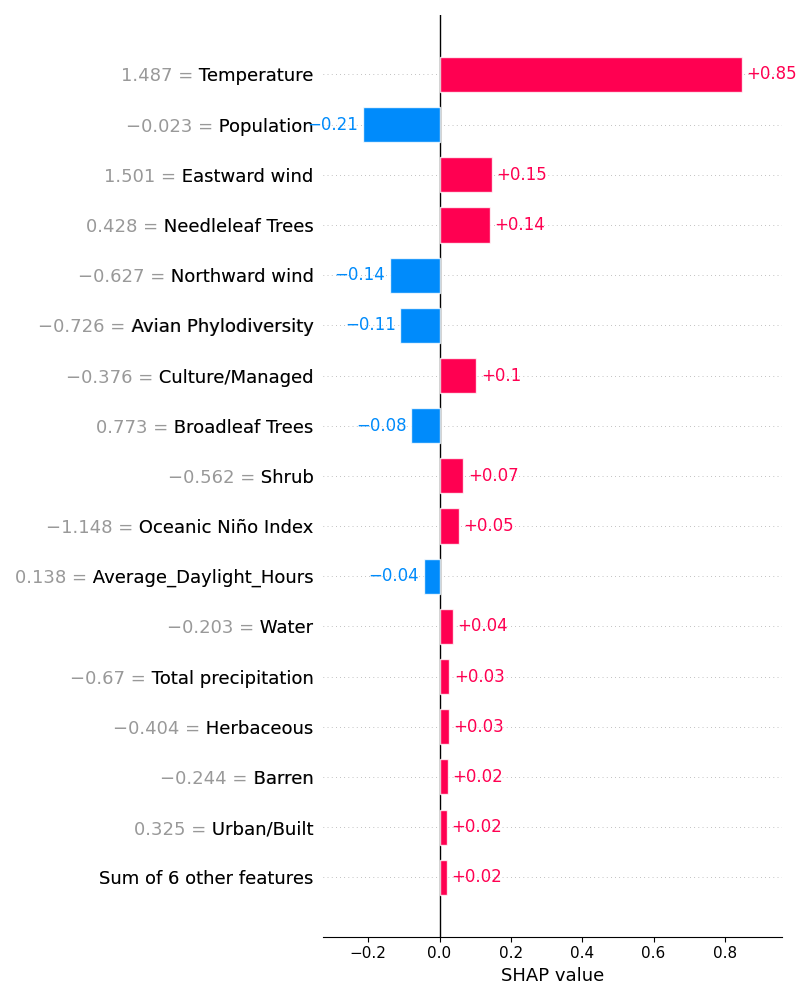 1.487 = Temperature +0.85
−0.023 = Population −0.21
1.501 = Eastward wind +0.15
0.428 = Needleleaf Trees +0.14
−0.627 = Northward wind −0.14
−0.726 = Avian Phylodiversity −0.11
−0.376 = Culture/Managed +0.1
0.773 = Broadleaf Trees −0.08
−0.562 = Shrub +0.07
−1.148 = Oceanic Niño Index +0.05
0.138 = Average_Daylight_Hours −0.04
−0.203 = Water +0.04
−0.67 = Total precipitation +0.03
−0.404 = Herbaceous +0.03
−0.244 = Barren +0.02
0.325 = Urban/Built +0.02
Sum of 6 other features +0.02
−0.2 0.0 0.2 0.4 0.6 0.8
SHAP value